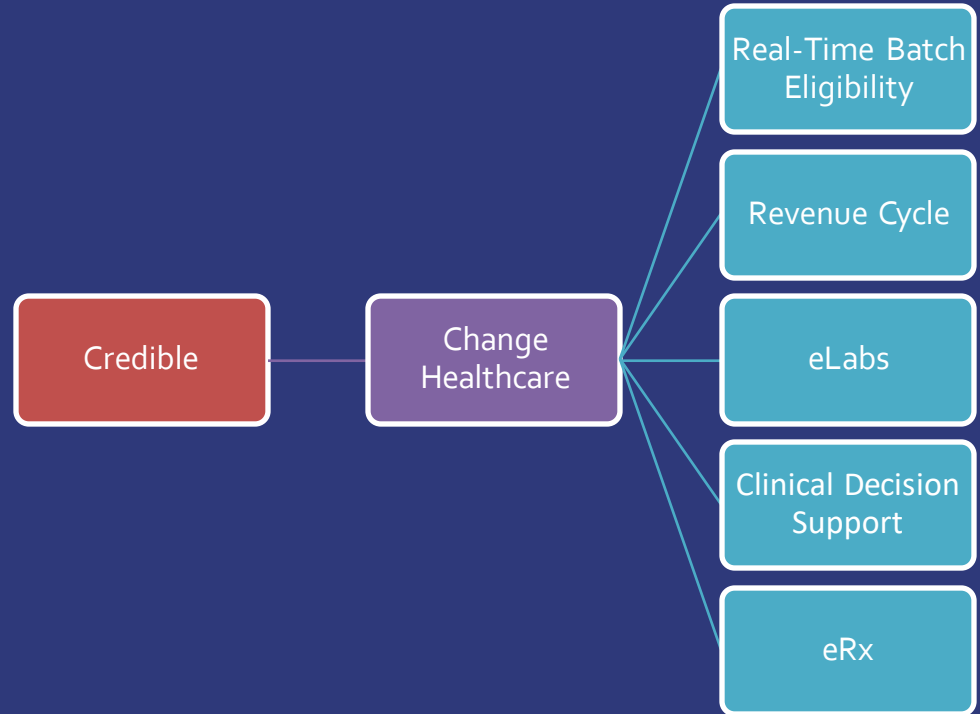 Credible
Change
Healthcare
Real-Time Batch
Eligibility
Revenue Cycle
eLabs
Clinical Decision
Support
eRx